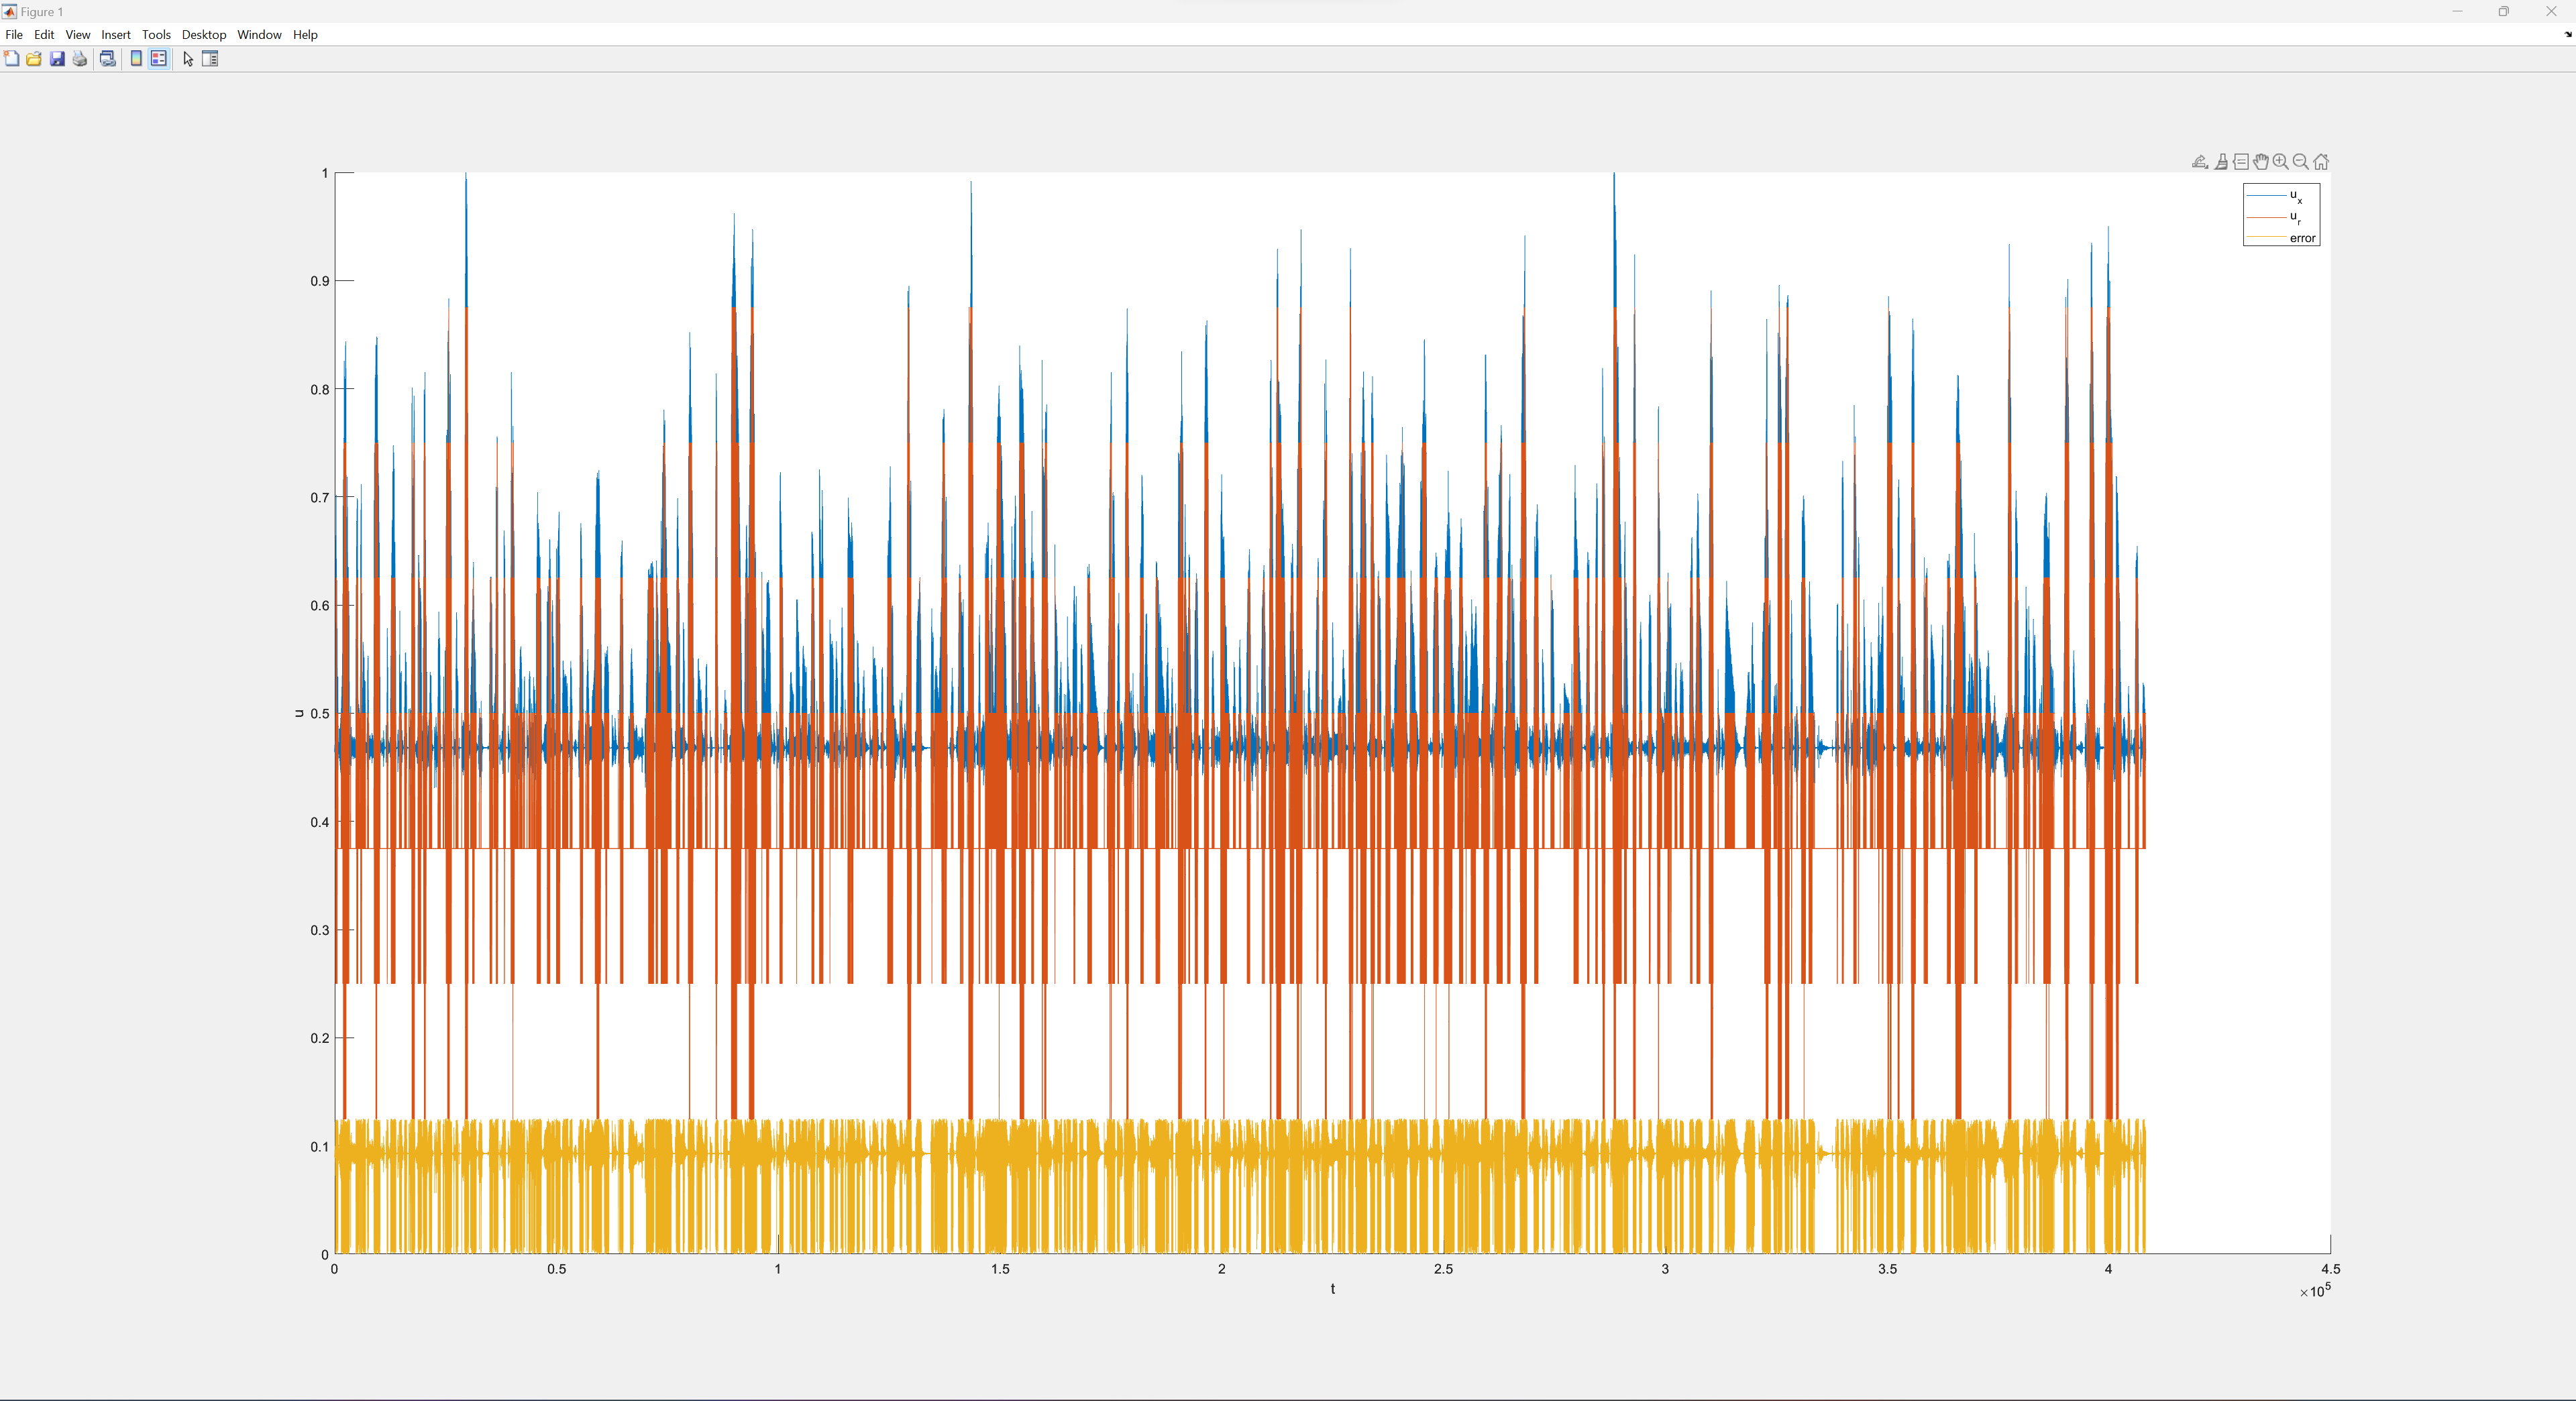 Figure 1
File Edit View Insert Tools Desktop Window Help
1
0.9
0.8
0.7
0.6
0.5
0.4
0.3
0.2
0.1
0
u
u_x
u_r
error
0 0.5 1 1.5 2 2.5 3 3.5 4 4.5
t
×10^5